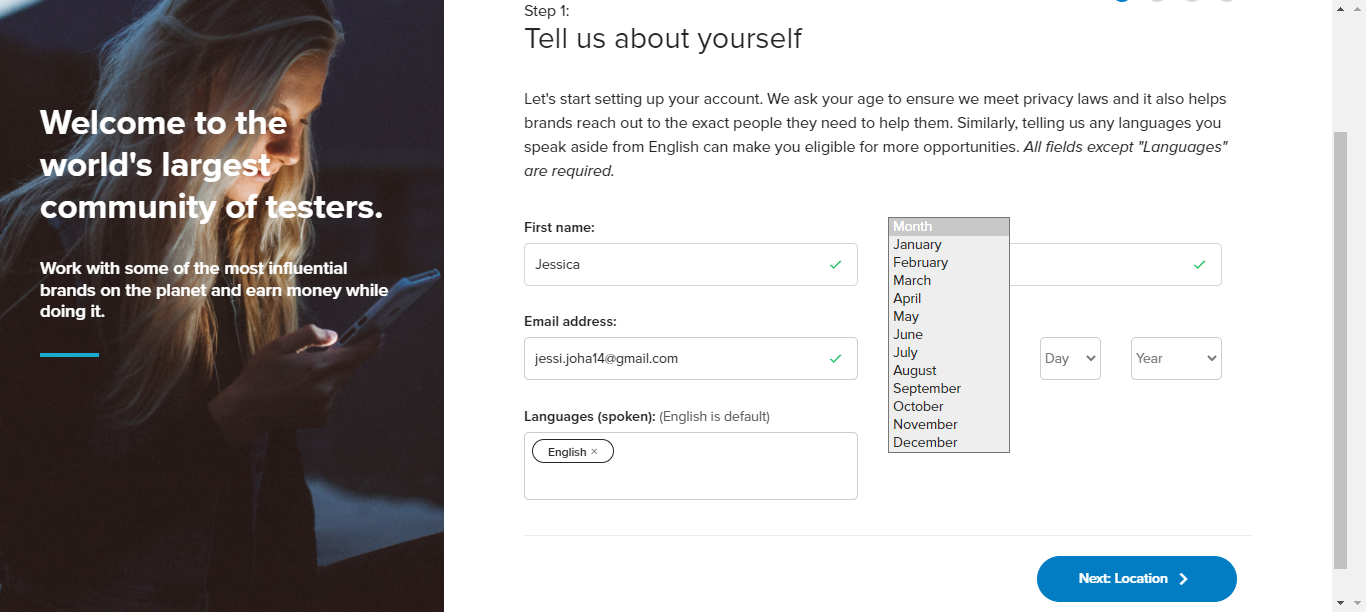 Welcome to the
world's largest
community of testers.
Work with some of the most influential
brands on the planet and earn money while
doing it.
Step 1:
Tell us about yourself
Let's start setting up your account. We ask your age to ensure we meet privacy laws and it also helps
brands reach out to the exact people they need to help them. Similarly, telling us any languages you
speak aside from English can make you eligible for more opportunities. All fields except "Languages"
are required.
First name:
Jessica
Email address:
jessi.joha14@gmail.com
Languages (spoken): (English is default)
English ×
Month
January
February
March
April
May
June
July
August
September
October
November
December
Day
Year
Next: Location